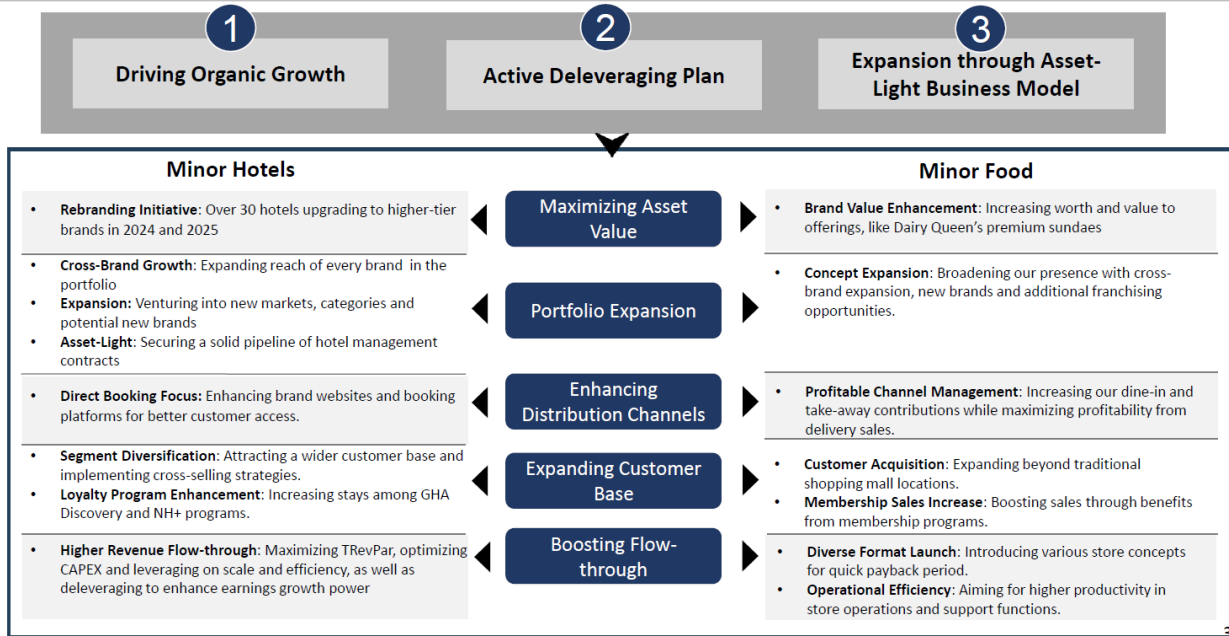 1
Driving Organic Growth
2
Active Deleveraging Plan
3
Expansion through Asset-
Light Business Model
Minor Hotels
Minor Food
• Rebranding Initiative: Over 30 hotels upgrading to higher-tier
brands in 2024 and 2025
Maximizing Asset
Value
• Brand Value Enhancement: Increasing worth and value to
offerings, like Dairy Queen's premium sundaes
• Cross-Brand Growth: Expanding reach of every brand in the
portfolio
• Expansion: Venturing into new markets, categories and
potential new brands
• Asset-Light: Securing a solid pipeline of hotel management
contracts
Portfolio Expansion
• Concept Expansion: Broadening our presence with cross-
brand expansion, new brands and additional franchising
opportunities.
• Direct Booking Focus: Enhancing brand websites and booking
platforms for better customer access.
Enhancing
Distribution Channels
• Profitable Channel Management: Increasing our dine-in and
take-away contributions while maximizing profitability from
delivery sales.
• Segment Diversification: Attracting a wider customer base and
implementing cross-selling strategies.
• Loyalty Program Enhancement: Increasing stays among GHA
Discovery and NH+ programs.
Expanding Customer
Base
• Customer Acquisition: Expanding beyond traditional
shopping mall locations.
• Membership Sales Increase: Boosting sales through benefits
from membership programs.
• Higher Revenue Flow-through: Maximizing TRevPar, optimizing
CAPEX and leveraging on scale and efficiency, as well as
deleveraging to enhance earnings growth power
Boosting Flow-
through
• Diverse Format Launch: Introducing various store concepts
for quick payback period.
• Operational Efficiency: Aiming for higher productivity in
store operations and support functions.